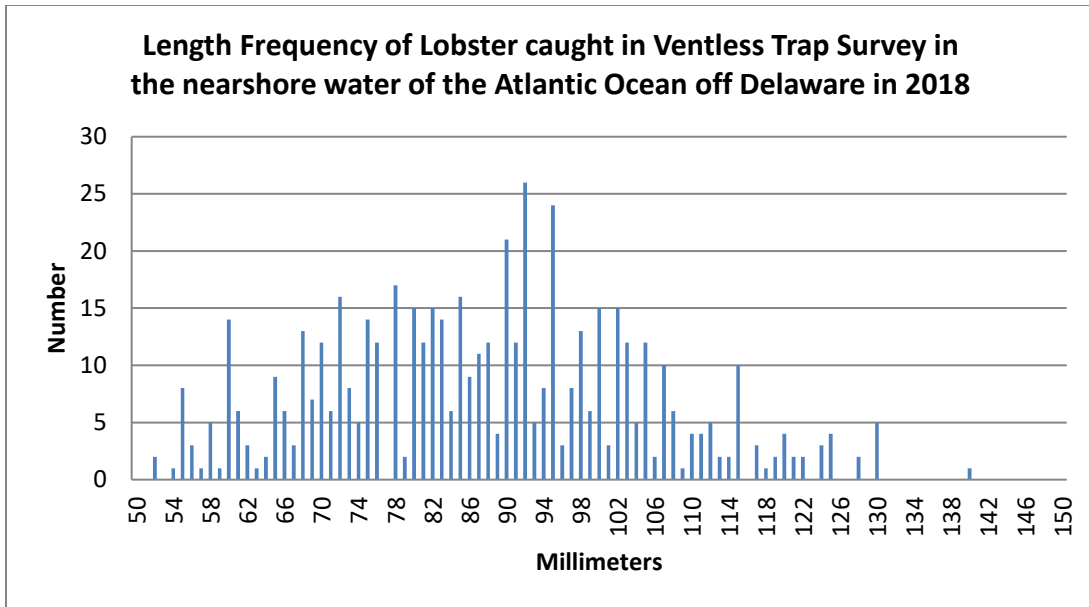 Length Frequency of Lobster caught in Ventless Trap Survey in
the nearshore water of the Atlantic Ocean off Delaware in 2018
30
25
20
15
10
5
0
Number
50 54 58 62 66 70 74 78 82 86 90 94 98 102 106 110 114 118 122 126 130 134 138 142 146 150
Millimeters